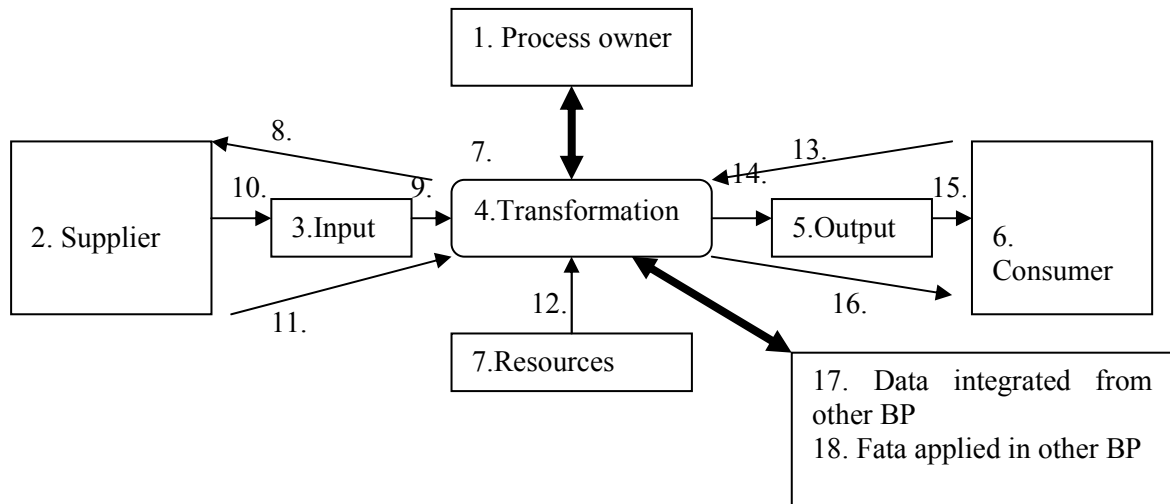 1. Process owner
8.
7.
13.
10.
9.
14.
15.
2. Supplier
3.Input
4.Transformation
5.Output
6.
Consumer
11.
12.
16.
7.Resources
17. Data integrated from
other BP
18. Fata applied in other BP